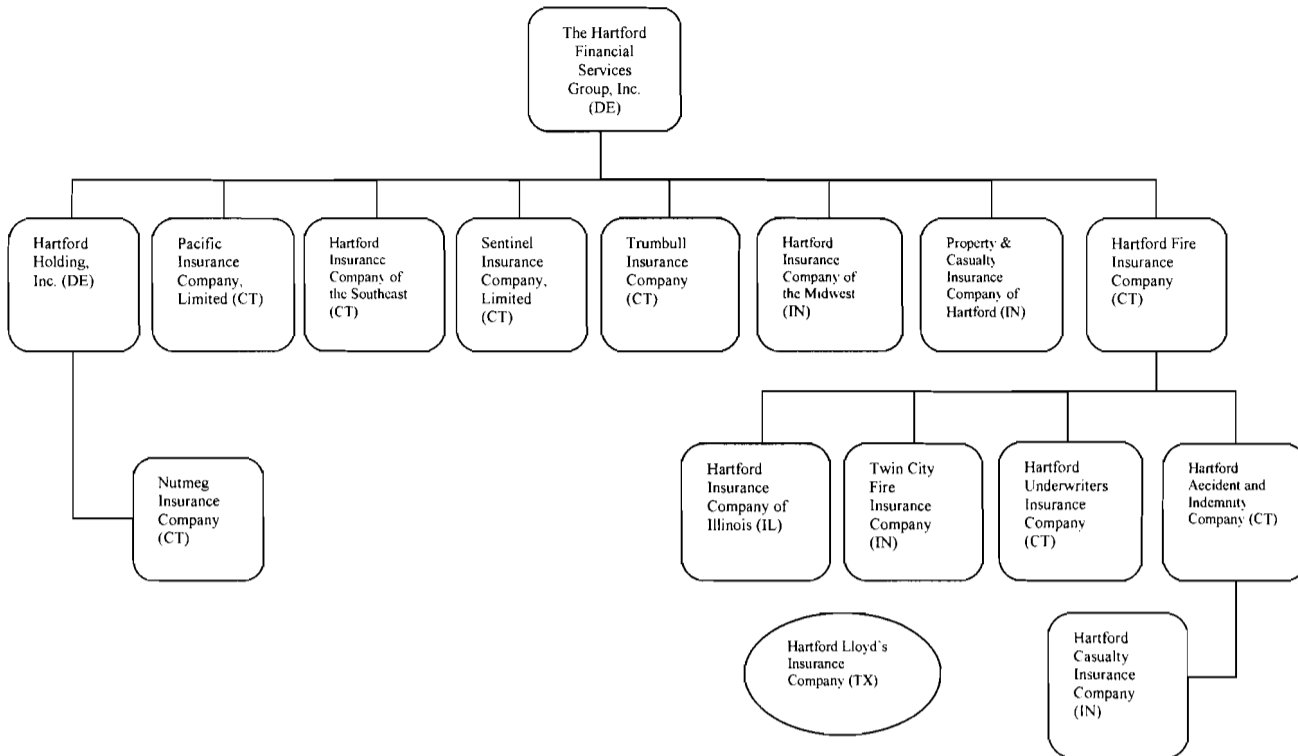 The Hartford
Financial
Services
Group, Inc.
(DE)
Hartford
Holding,
Inc. (DE)
Pacific
Insurance
Company,
Limited (CT)
Hartford
Insurance
Company of
the Southeast
(CT)
Sentinel
Insurance
Company,
Limited
(CT)
Trumbull
Insurance
Company
(CT)
Hartford
Insurance
Company of
the Midwest
(IN)
Property &
Casualty
Insurance
Company of
Hartford (IN)
Hartford Fire
Insurance
Company
(CT)
Nutmeg
Insurance
Company
(CT)
Hartford
Insurance
Company of
Illinois (IL)
Twin City
Fire
Insurance
Company
(IN)
Hartford
Underwriters
Insurance
Company
(CT)
Hartford
Accident and
Indemnity
Company (CT)
Hartford Lloyd's
Insurance
Company (TX)
Hartford
Casualty
Insurance
Company
(IN)